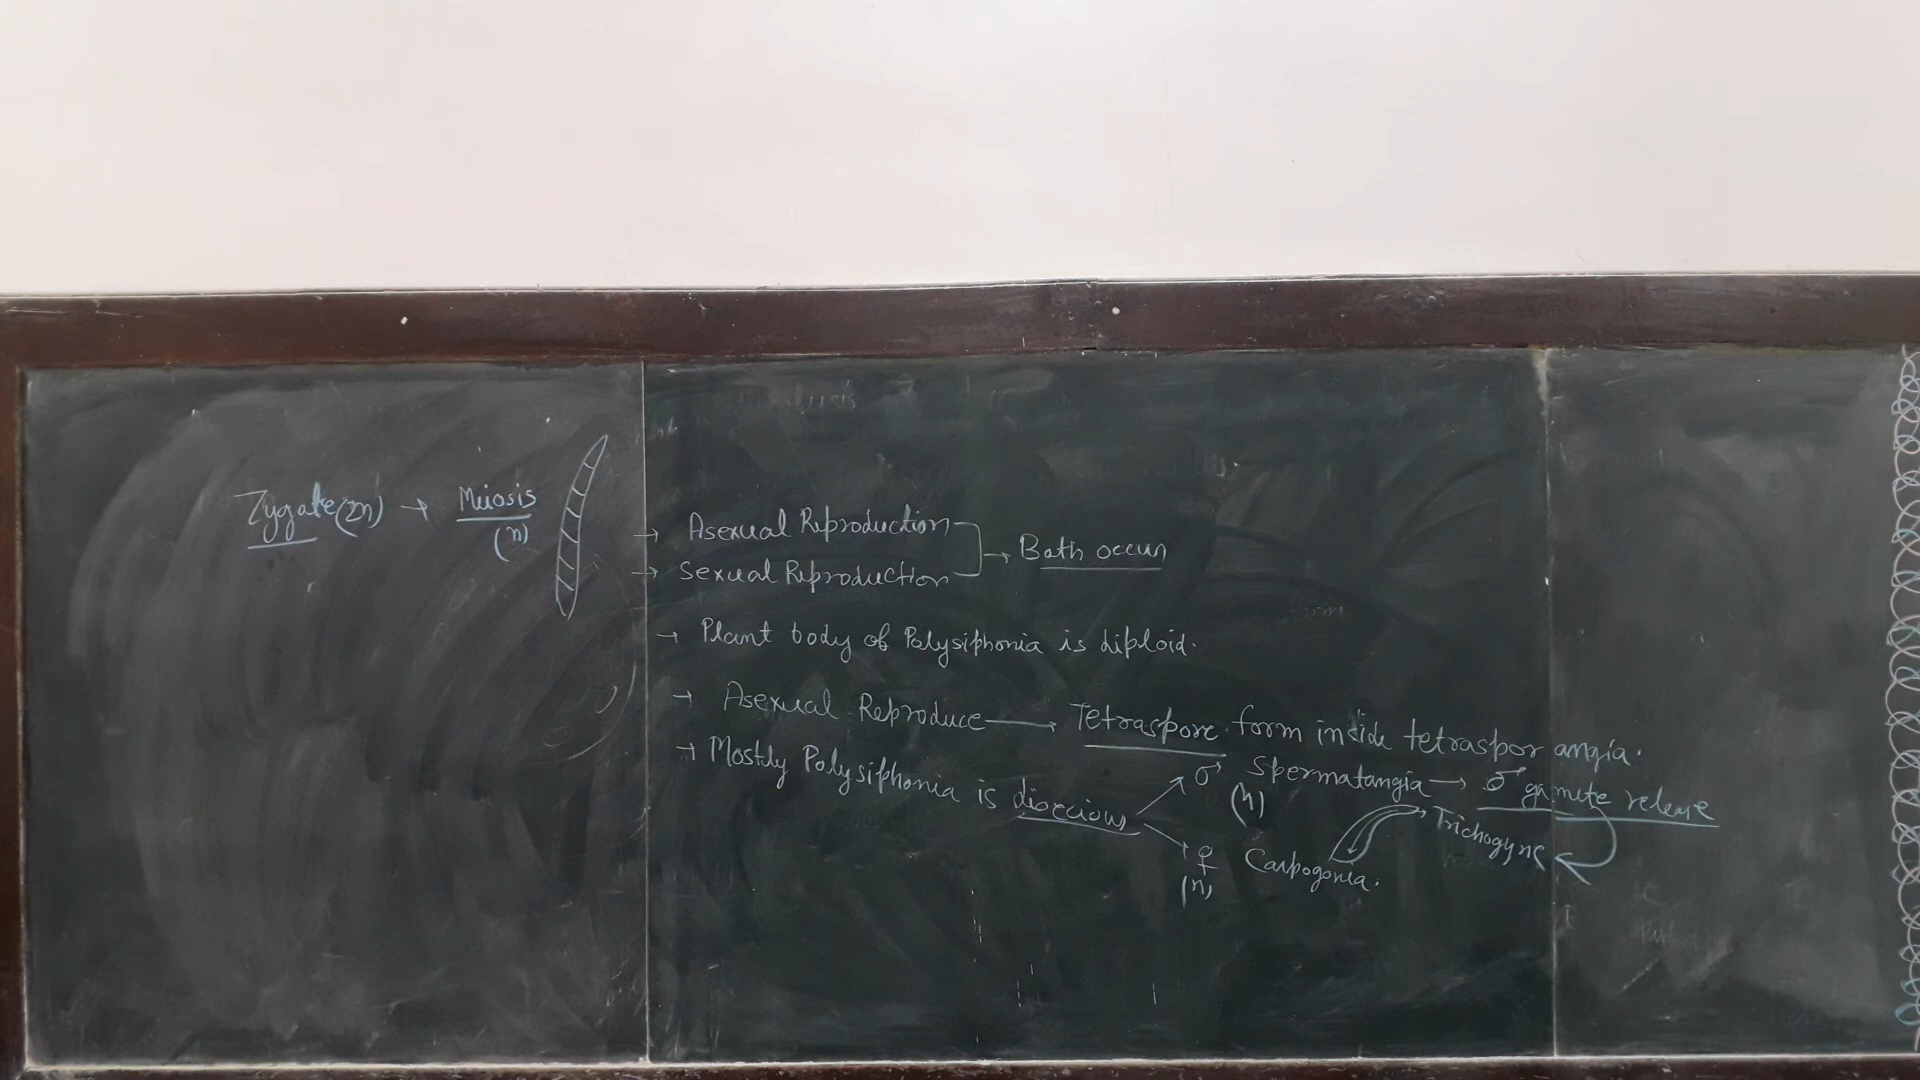 Zygote(2n) → Meiosis
(n)
→ Asexual Reproduction
→ Sexual Reproduction
→ Both occur
→ Plant body of Polysiphonia is diploid.
→ Asexual Reproduce → Tetraspore form inside tetraspor angia.
→ Mostly Polysiphonia is dioecious
♂ Spermatangia → ♂ gamete release
(n)
♀ Carpogonia. → Trichogyne
(n)